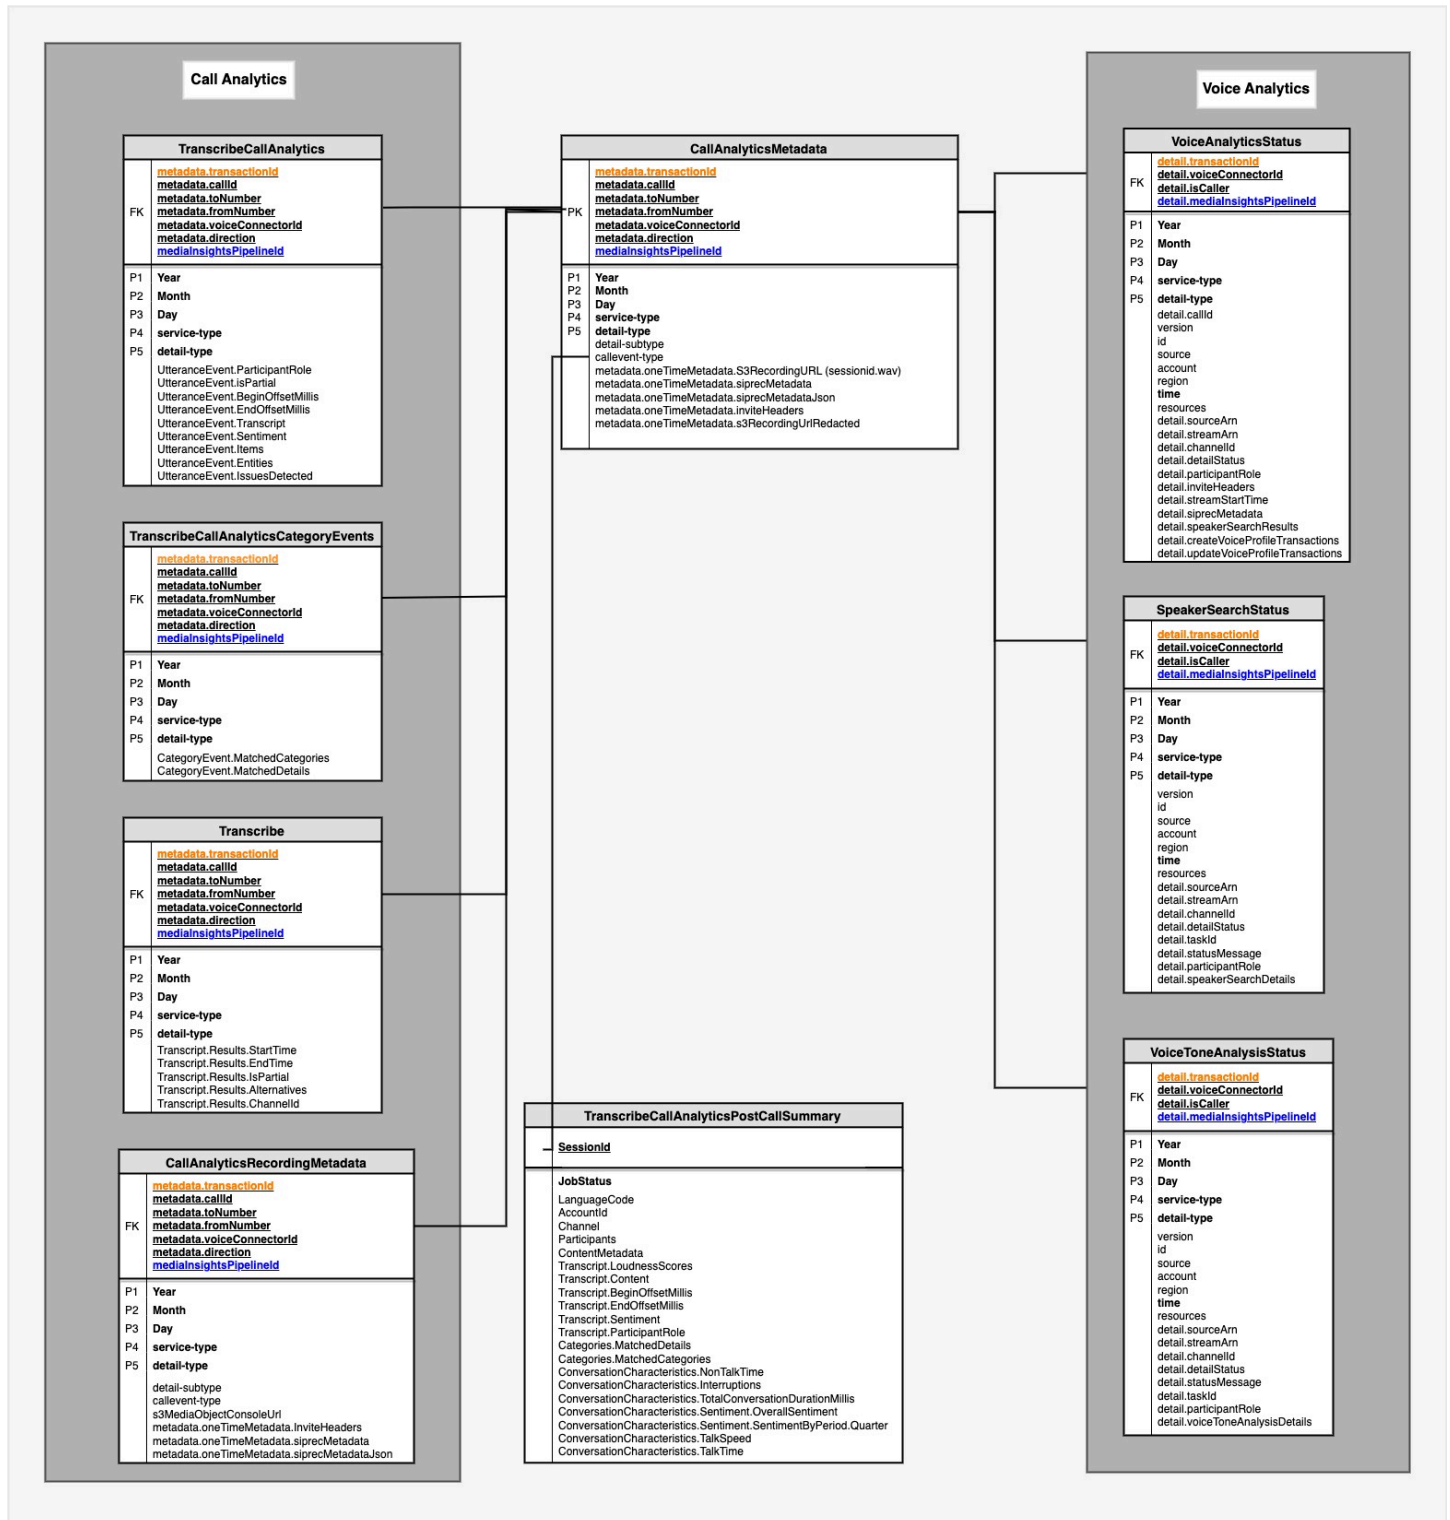 Call Analytics
TranscribeCallAnalytics
FK
metadata.transactionId
metadata.callId
metadata.toNumber
metadata.fromNumber
metadata.voiceConnectorId
metadata.direction
mediaInsightsPipelineId
P1 Year
P2 Month
P3 Day
P4 service-type
P5 detail-type
UtteranceEvent.ParticipantRole
UtteranceEvent.isPartial
UtteranceEvent.BeginOffsetMillis
UtteranceEvent.EndOffsetMillis
UtteranceEvent.Transcript
UtteranceEvent.Sentiment
UtteranceEvent.Items
UtteranceEvent.Entities
UtteranceEvent.IssuesDetected
TranscribeCallAnalyticsCategoryEvents
FK
metadata.transactionId
metadata.callId
metadata.toNumber
metadata.fromNumber
metadata.voiceConnectorId
metadata.direction
mediaInsightsPipelineId
P1 Year
P2 Month
P3 Day
P4 service-type
P5 detail-type
CategoryEvent.MatchedCategories
CategoryEvent.MatchedDetails
Transcribe
FK
metadata.transactionId
metadata.callId
metadata.toNumber
metadata.fromNumber
metadata.voiceConnectorId
metadata.direction
mediaInsightsPipelineId
P1 Year
P2 Month
P3 Day
P4 service-type
P5 detail-type
Transcript.Results.StartTime
Transcript.Results.EndTime
Transcript.Results.IsPartial
Transcript.Results.Alternatives
Transcript.Results.ChannelId
CallAnalyticsRecordingMetadata
FK
metadata.transactionId
metadata.callId
metadata.toNumber
metadata.fromNumber
metadata.voiceConnectorId
metadata.direction
mediaInsightsPipelineId
P1 Year
P2 Month
P3 Day
P4 service-type
P5 detail-type
detail-subtype
callevent-type
s3MediaObjectConsoleUrl
metadata.oneTimeMetadata.InviteHeaders
metadata.oneTimeMetadata.siprecMetadata
metadata.oneTimeMetadata.siprecMetadataJson
CallAnalyticsMetadata
PK
metadata.transactionId
metadata.callId
metadata.toNumber
metadata.fromNumber
metadata.voiceConnectorId
metadata.direction
mediaInsightsPipelineId
P1 Year
P2 Month
P3 Day
P4 service-type
P5 detail-type
detail-subtype
callevent-type
metadata.oneTimeMetadata.S3RecordingURL (sessionid.wav)
metadata.oneTimeMetadata.siprecMetadata
metadata.oneTimeMetadata.siprecMetadataJson
metadata.oneTimeMetadata.inviteHeaders
metadata.oneTimeMetadata.s3RecordingUrlRedacted
TranscribeCallAnalyticsPostCallSummary
SessionId
JobStatus
LanguageCode
AccountId
Channel
Participants
ContentMetadata
Transcript.LoudnessScores
Transcript.Content
Transcript.BeginOffsetMillis
Transcript.EndOffsetMillis
Transcript.Sentiment
Transcript.ParticipantRole
Categories.MatchedDetails
Categories.MatchedCategories
ConversationCharacteristics.NonTalkTime
ConversationCharacteristics.Interruptions
ConversationCharacteristics.TotalConversationDurationMillis
ConversationCharacteristics.Sentiment.OverallSentiment
ConversationCharacteristics.Sentiment.SentimentByPeriod.Quarter
ConversationCharacteristics.TalkSpeed
ConversationCharacteristics.TalkTime
Voice Analytics
VoiceAnalyticsStatus
FK
detail.transactionId
detail.voiceConnectorId
detail.isCaller
detail.mediaInsightsPipelineId
P1 Year
P2 Month
P3 Day
P4 service-type
P5 detail-type
detail.callId
version
id
source
account
region
time
resources
detail.sourceArn
detail.streamArn
detail.channelId
detail.detailStatus
detail.participantRole
detail.inviteHeaders
detail.streamStartTime
detail.siprecMetadata
detail.speakerSearchResults
detail.createVoiceProfileTransactions
detail.updateVoiceProfileTransactions
SpeakerSearchStatus
FK
detail.transactionId
detail.voiceConnectorId
detail.isCaller
detail.mediaInsightsPipelineId
P1 Year
P2 Month
P3 Day
P4 service-type
P5 detail-type
version
id
source
account
region
time
resources
detail.sourceArn
detail.streamArn
detail.channelId
detail.detailStatus
detail.taskId
detail.statusMessage
detail.participantRole
detail.speakerSearchDetails
VoiceToneAnalysisStatus
FK
detail.transactionId
detail.voiceConnectorId
detail.isCaller
detail.mediaInsightsPipelineId
P1 Year
P2 Month
P3 Day
P4 service-type
P5 detail-type
version
id
source
account
region
time
resources
detail.sourceArn
detail.streamArn
detail.channelId
detail.detailStatus
detail.statusMessage
detail.taskId
detail.participantRole
detail.voiceToneAnalysisDetails